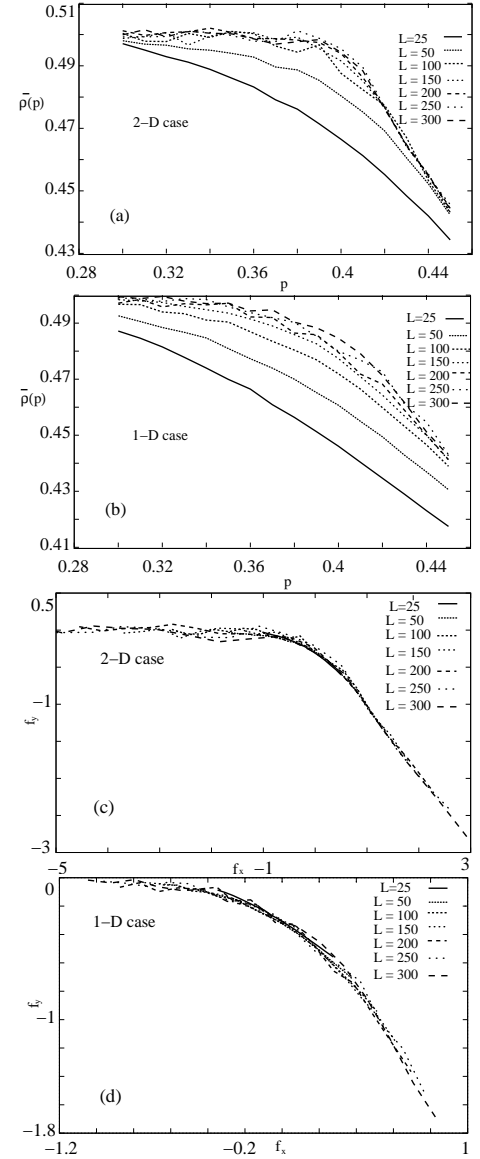 0.51
L=25
L = 50
L = 100
L = 150
L = 200
L = 250
L = 300
0.49
ρ̄(p)
0.47
2−D case
0.45
(a)
0.43
0.28
0.32
0.36
0.4
0.44
p
0.49
L=25
L = 50
L = 100
L = 150
L = 200
L = 250
L = 300
0.47
ρ̄(p)
0.45
1−D case
0.43
(b)
0.41
0.28
0.32
0.36
0.4
0.44
p
0.5
L=25
L = 50
L = 100
L = 150
L = 200
L = 250
L = 300
2−D case
−1
f_y
(c)
−3
−5
f_x
−1
3
0
L=25
L = 50
L = 100
L = 150
L = 200
L = 250
L = 300
1−D case
f_y
−1
(d)
−1.8
−1.2
−0.2
f_x
1